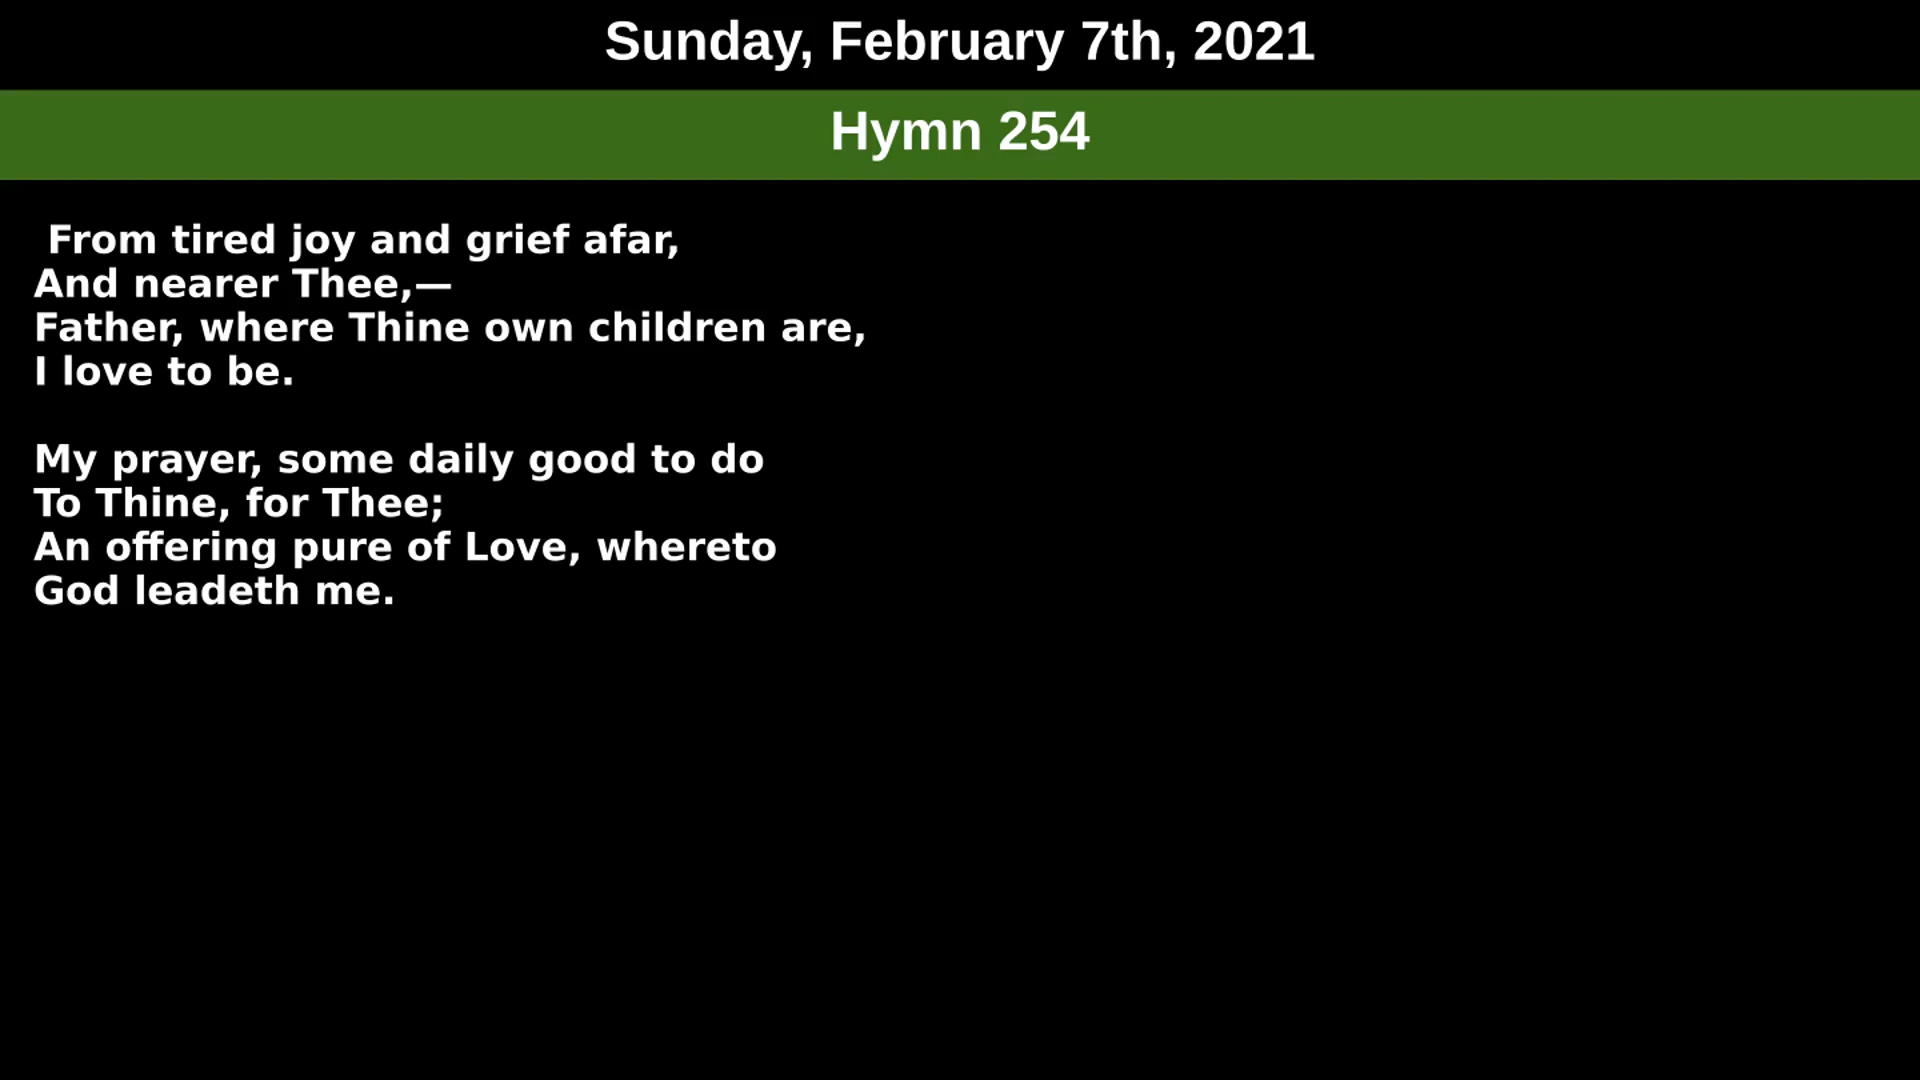 Sunday, February 7th, 2021
Hymn 254
From tired joy and grief afar,
And nearer Thee,—
Father, where Thine own children are,
I love to be.
My prayer, some daily good to do
To Thine, for Thee;
An offering pure of Love, whereto
God leadeth me.